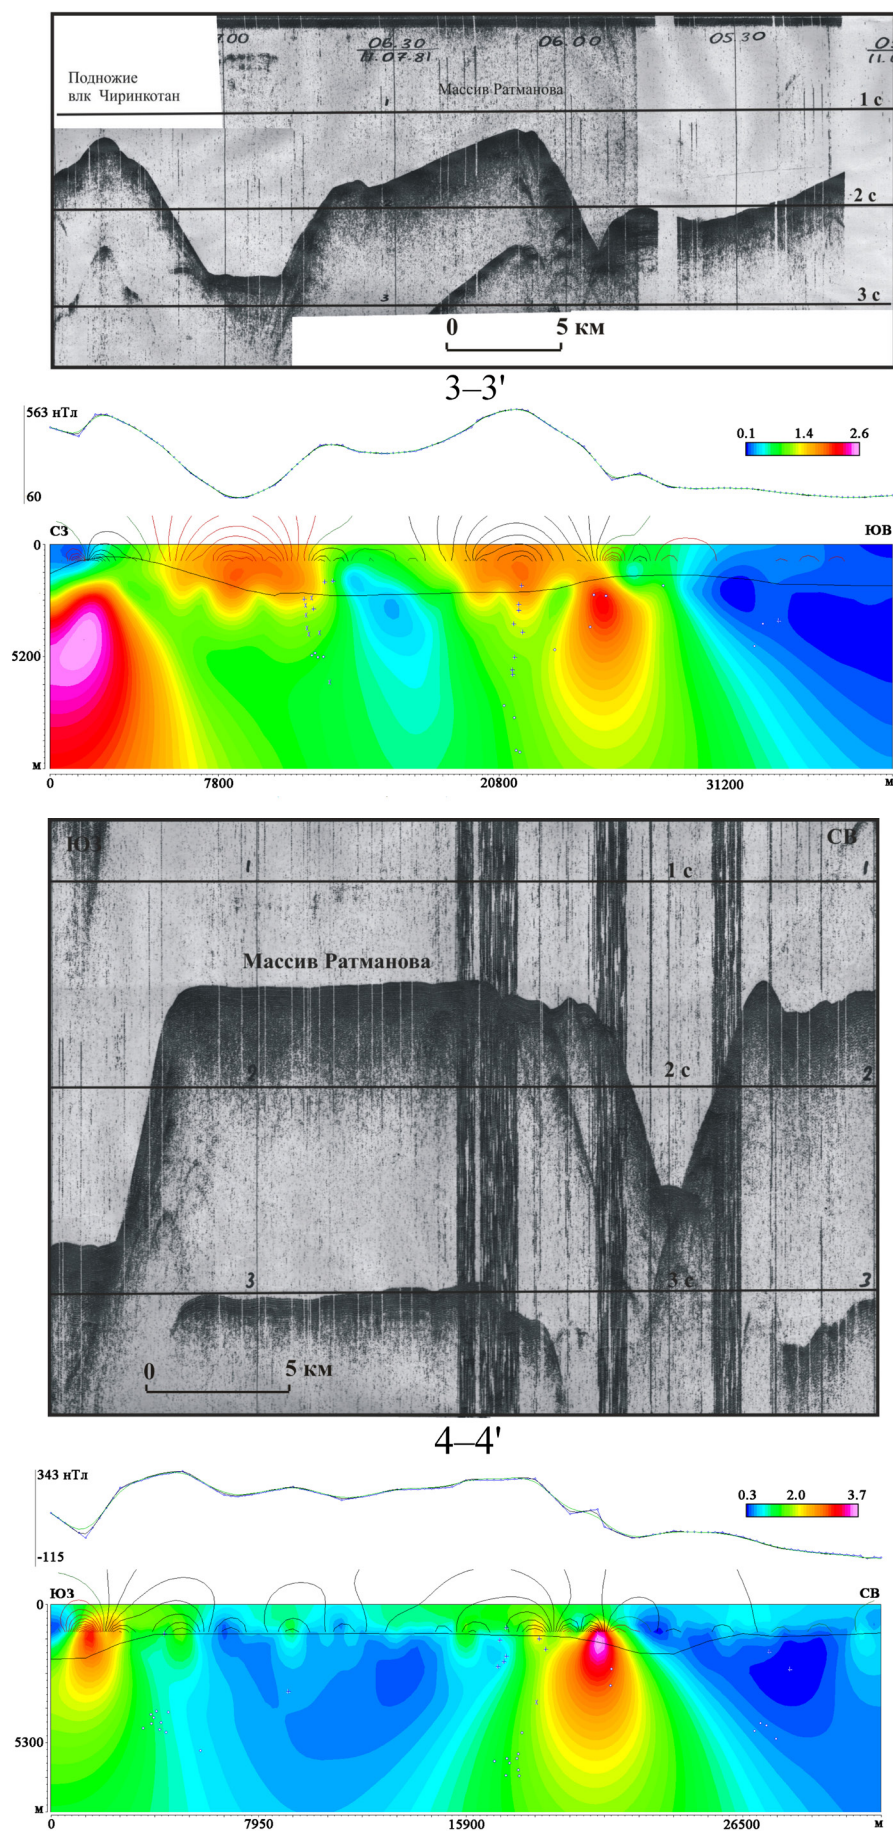 06.30
06.00
05.30
11.07.81
Подножие
влк Чиринкотан
Массив Ратманова
1
1 с
2 с
3
3 с
0 5 км
3–3'
563 нТл
60
0.1 1.4 2.6
СЗ ЮВ
0
5200
м
0 7800 20800 31200 м
ЮЗ СВ
1 1 с 1
Массив Ратманова
2 2 с 2
3 3 с 3
0 5 км
4–4'
343 нТл
-115
0.3 2.0 3.7
ЮЗ СВ
0
5300
м
0 7950 15900 26500 м